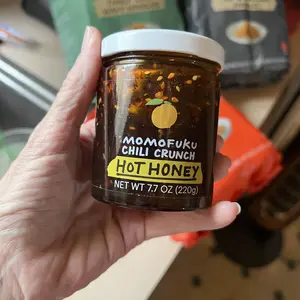 MOMOFUKU
CHILI CRUNCH
HOT HONEY
NET WT 7.7 OZ (220g)